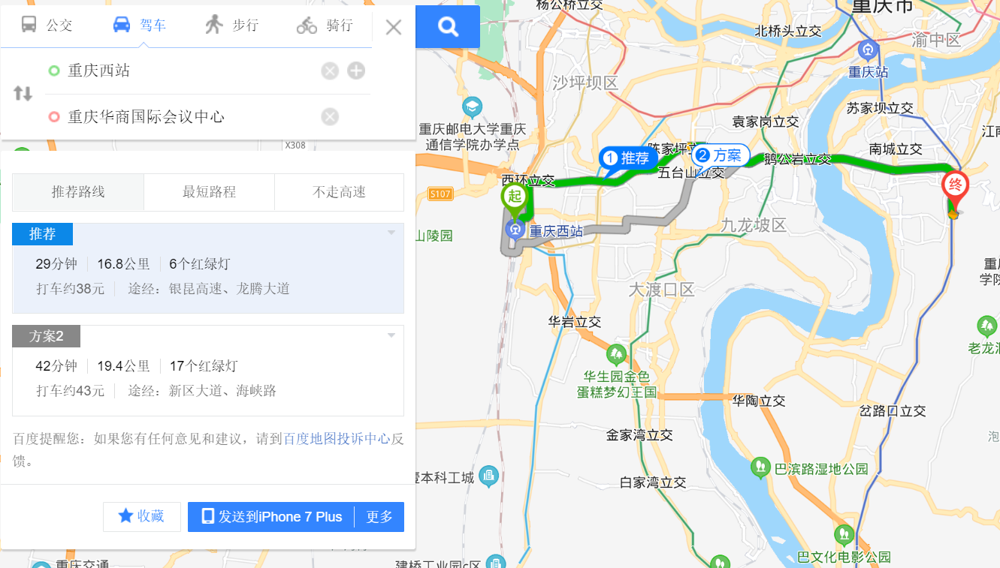 公交
驾车
步行
骑行
重庆西站
重庆华商国际会议中心
推荐路线
最短路程
不走高速
推荐
29分钟
16.8公里
6个红绿灯
打车约38元
途经：银昆高速、龙腾大道
方案2
42分钟
19.4公里
17个红绿灯
打车约43元
途经：新区大道、海峡路
百度提醒您：如果您有任何意见和建议，请到百度地图投诉中心反
馈。
收藏
发送到iPhone 7 Plus
更多
杨公桥立交
重庆市
北桥头立交
渝中区
重庆站
沙坪坝区
苏家坝立交
袁家岗立交
重庆邮电大学重庆
通信学院办学点
X308
江南
南城立交
陈家坪立交
1 推荐
2 方案
鹅公岩立交
五台山立交
西环立交
起
终
S107
重庆西站
九龙坡区
山陵园
大渡口区
华岩立交
老龙洞
华生园金色
蛋糕梦幻王国
华陶立交
岔路口立交
金家湾立交
泡
巴滨路湿地公园
白家湾立交
本科工城
巴文化电影公园
建桥工业园c区
重庆交通